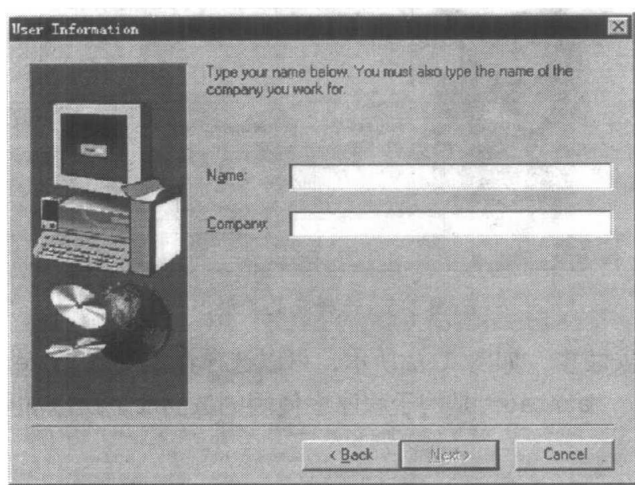 User Information
Type your name below. You must also type the name of the
company you work for.
Name:
Company:
< Back
Next >
Cancel